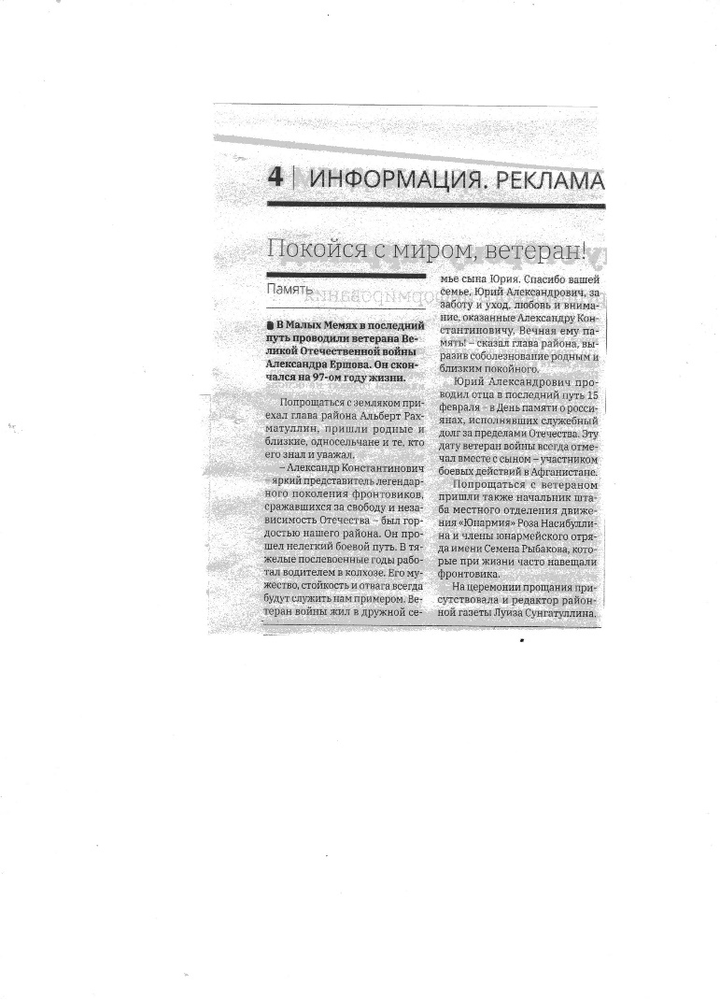 4 | ИНФОРМАЦИЯ. РЕКЛАМА
Покойся с миром, ветеран!
Память
В Малых Мемях в последний
путь проводили ветерана Ве-
ликой Отечественной войны
Александра Ершова. Он скон-
чался на 97-ом году жизни.
Попрощаться с земляком при-
ехал глава района Альберт Рах-
матуллин, пришли родные и
близкие, односельчане и те, кто
его знал и уважал.
– Александр Константинович
– яркий представитель легендар-
ного поколения фронтовиков,
сражавшихся за свободу и неза-
висимость Отечества – был гор-
достью нашего района. Он про-
шел нелегкий боевой путь. В тя-
желые послевоенные годы рабо-
тал водителем в колхозе. Его му-
жество, стойкость и отвага всегда
будут служить нам примером. Ве-
теран войны жил в дружной се-
мье сына Юрия. Спасибо вашей
семье, Юрий Александрович, за
заботу и уход, любовь и внима-
ние, оказанные Александру Кон-
стантиновичу. Вечная ему па-
мять! – сказал глава района, вы-
разив соболезнование родным и
близким покойного.
Юрий Александрович про-
водил отца в последний путь 15
февраля – в День памяти о росси-
янах, исполнявших служебный
долг за пределами Отечества. Эту
дату ветеран войны всегда отме-
чал вместе с сыном – участником
боевых действий в Афганистане.
Попрощаться с ветераном
пришли также начальник шта-
ба местного отделения движе-
ния «Юнармия» Роза Насибулли-
на и члены юнармейского отря-
да имени Семена Рыбакова, кото-
рые при жизни часто навещали
фронтовика.
На церемонии прощания при-
сутствовала и редактор район-
ной газеты Луиза Сунгатуллина.